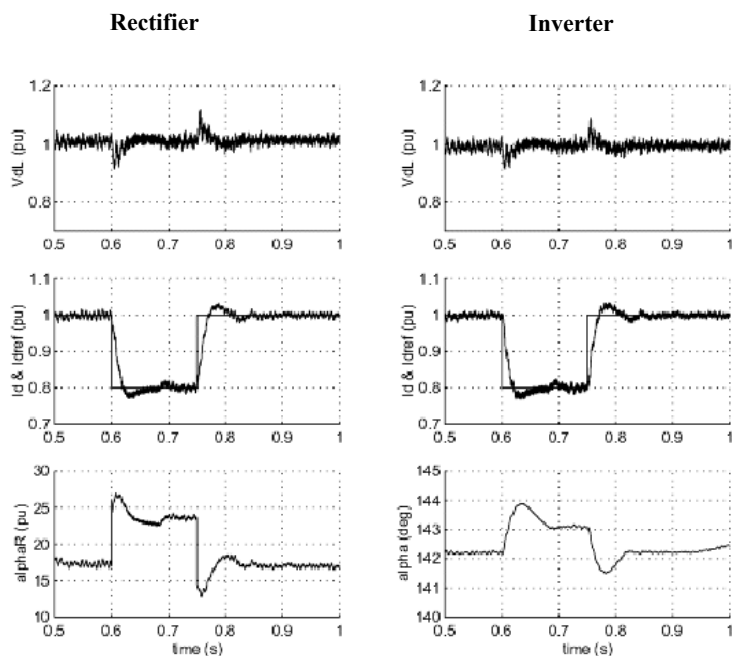 Rectifier
Inverter
1.2
1
0.8
VdL (pu)
0.5 0.6 0.7 0.8 0.9 1
1.2
1
0.8
VdL (pu)
0.5 0.6 0.7 0.8 0.9 1
1.1
1
0.9
0.8
0.7
Id & Idref (pu)
0.5 0.6 0.7 0.8 0.9 1
1.1
1
0.9
0.8
0.7
Id & Idref (pu)
0.5 0.6 0.7 0.8 0.9 1
30
25
20
15
10
alphaR (pu)
0.5 0.6 0.7 0.8 0.9 1
time (s)
145
144
143
142
141
140
alpha (deg)
0.5 0.6 0.7 0.8 0.9 1
time (s)